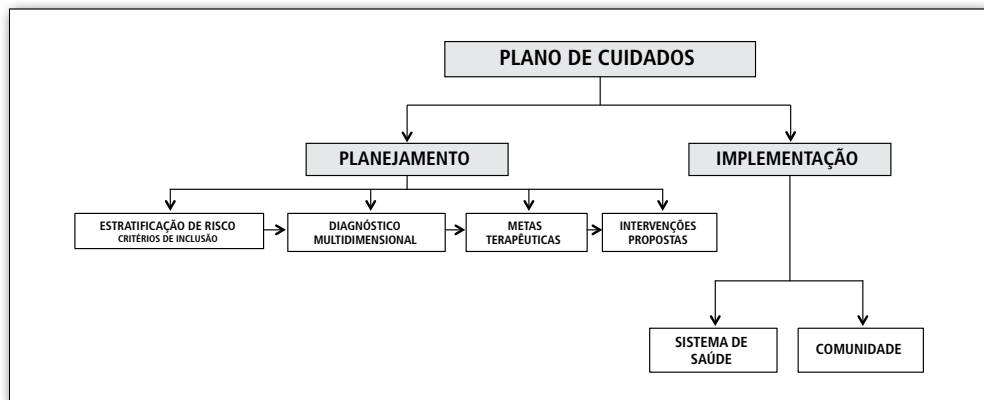 PLANO DE CUIDADOS
PLANEJAMENTO
IMPLEMENTAÇÃO
ESTRATIFICAÇÃO DE RISCO
CRITÉRIOS DE INCLUSÃO
DIAGNÓSTICO
MULTIDIMENSIONAL
METAS
TERAPÊUTICAS
INTERVENÇÕES
PROPOSTAS
SISTEMA DE
SAÚDE
COMUNIDADE